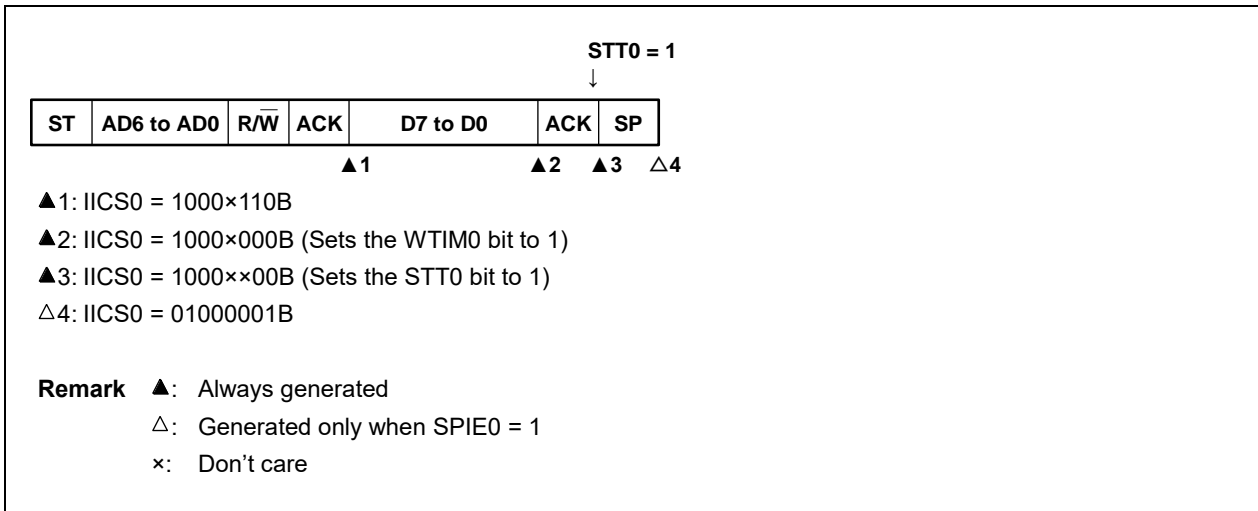 STT0 = 1
↓
ST AD6 to AD0 R/W̅ ACK D7 to D0 ACK SP
▲1 ▲2 ▲3 △4
▲1: IICS0 = 1000×110B
▲2: IICS0 = 1000×000B (Sets the WTIM0 bit to 1)
▲3: IICS0 = 1000××00B (Sets the STT0 bit to 1)
△4: IICS0 = 01000001B
Remark ▲: Always generated
△: Generated only when SPIE0 = 1
×: Don’t care